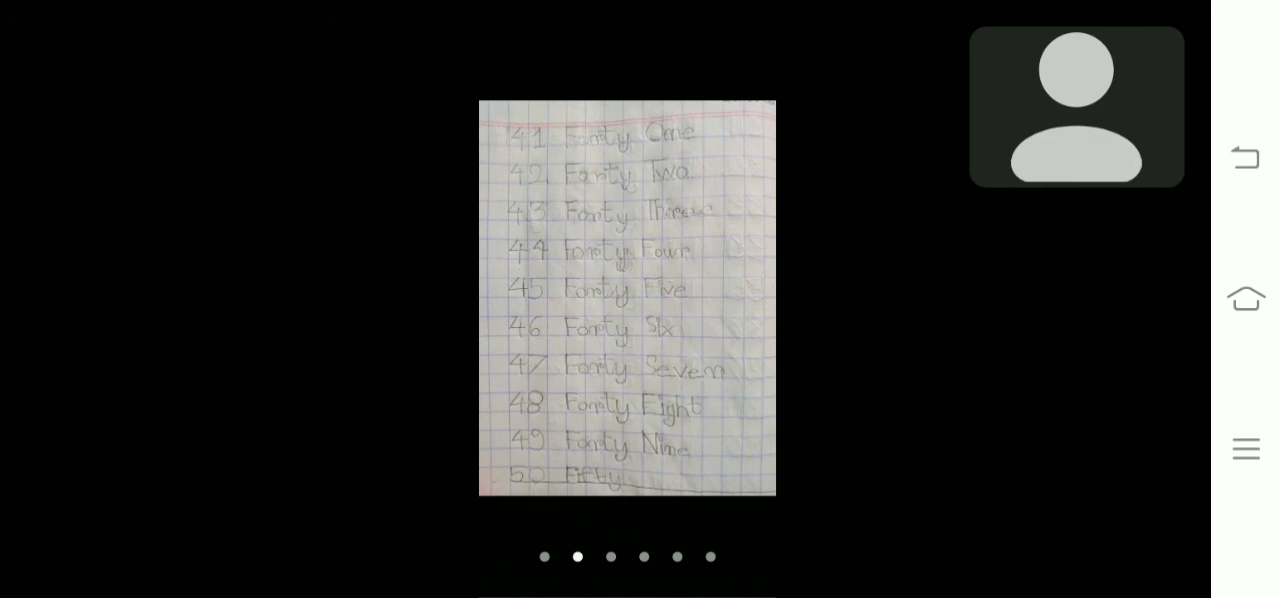 41 Forty One
42 Forty Two
43 Forty Three
44 Forty Four
45 Forty Five
46 Forty Six
47 Forty Seven
48 Forty Eight
49 Forty Nine
50 Fifty